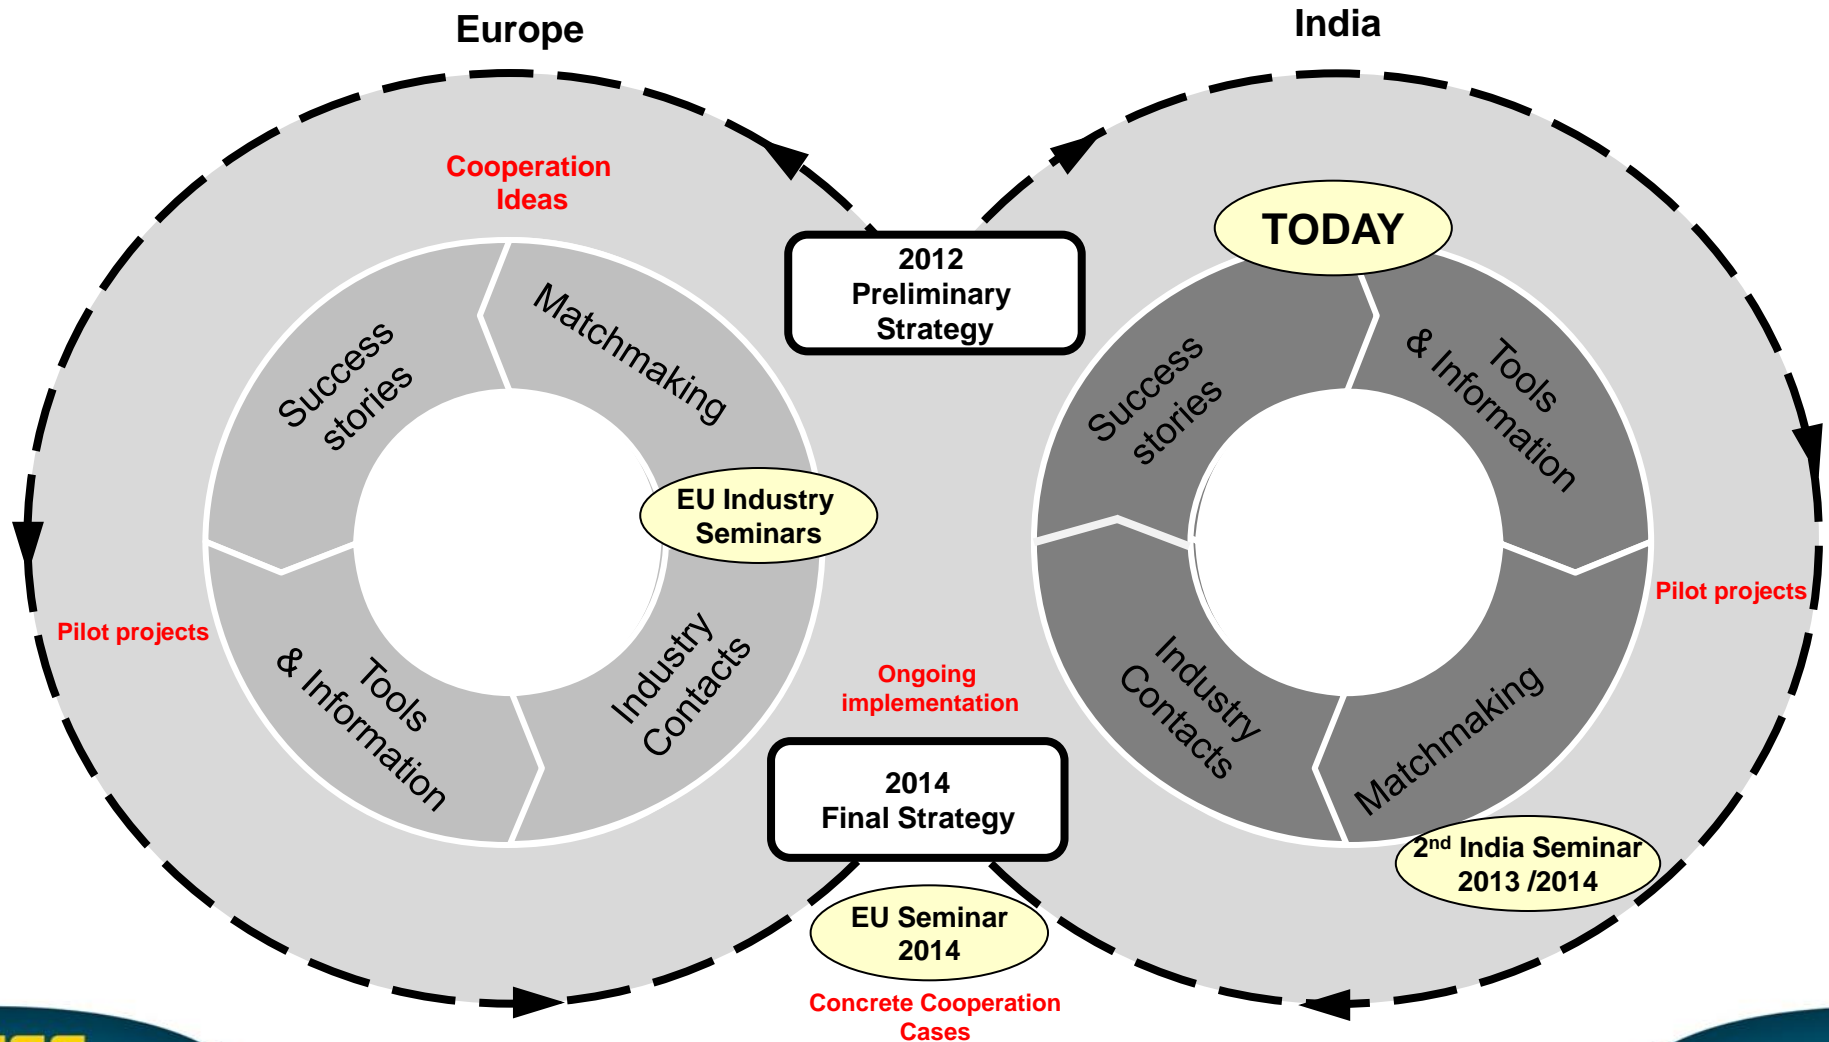 Europe
India
Cooperation
Ideas
TODAY
2012
Preliminary
Strategy
Success
stories
Matchmaking
Success
stories
Tools
& Information
EU Industry
Seminars
Pilot projects
Pilot projects
Tools
& Information
Industry
Contacts
Ongoing
implementation
Industry
Contacts
Matchmaking
2014
Final Strategy
2nd India Seminar
2013 /2014
EU Seminar
2014
Concrete Cooperation
Cases